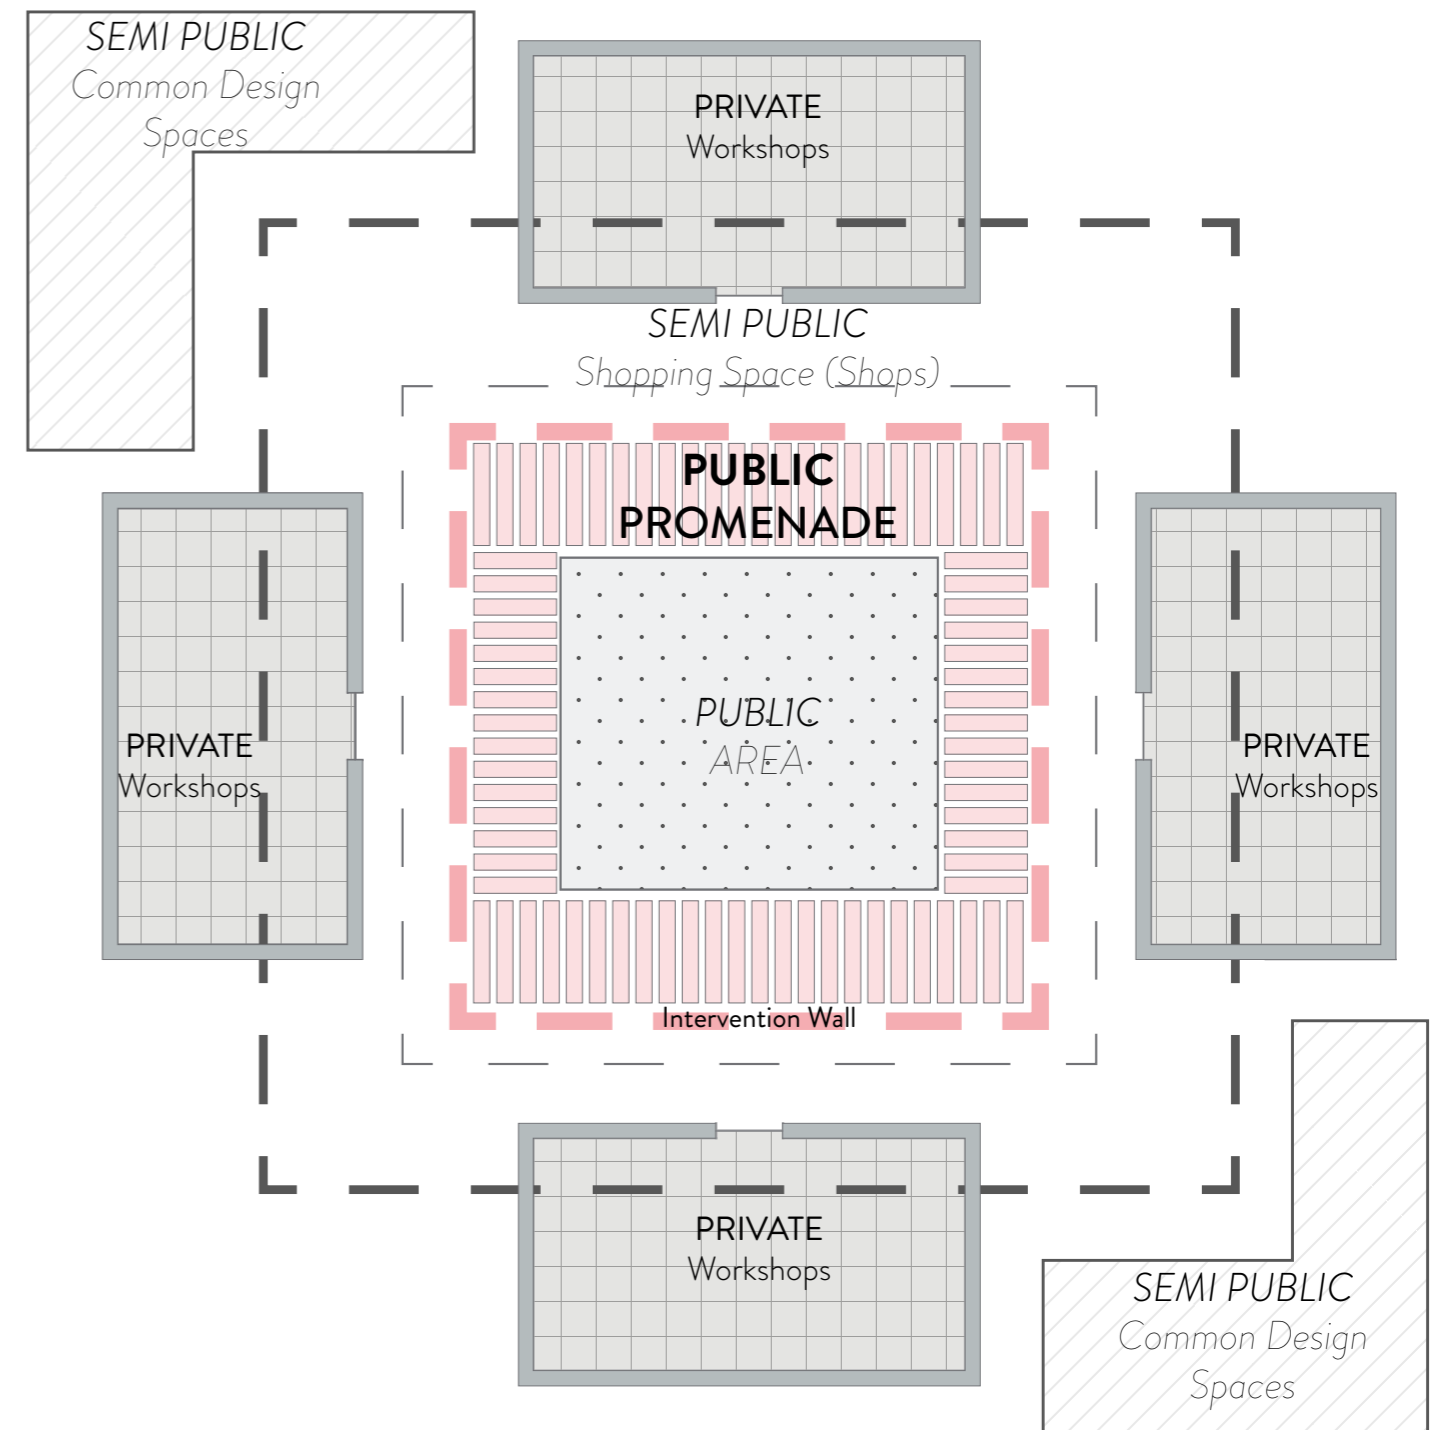 SEMI PUBLIC
Common Design
Spaces
PRIVATE
Workshops
SEMI PUBLIC
Shopping Space (Shops)
PUBLIC
PROMENADE
PUBLIC
AREA
PRIVATE
Workshops
PRIVATE
Workshops
Intervention Wall
PRIVATE
Workshops
SEMI PUBLIC
Common Design
Spaces